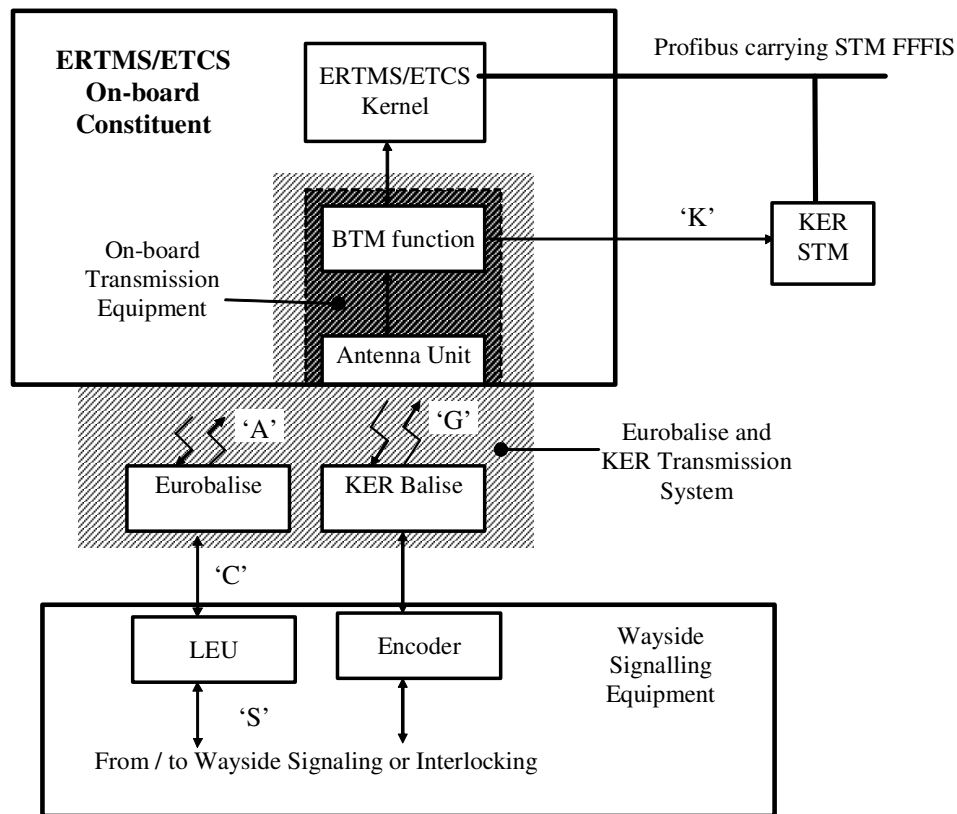 Profibus carrying STM FFFIS
ERTMS/ETCS
On-board
Constituent
ERTMS/ETCS
Kernel
BTM function
‘K’
KER
STM
On-board
Transmission
Equipment
Antenna Unit
‘A’
‘G’
Eurobalise and
KER Transmission
System
Eurobalise
KER Balise
‘C’
LEU
Encoder
Wayside
Signalling
Equipment
‘S’
From / to Wayside Signaling or Interlocking